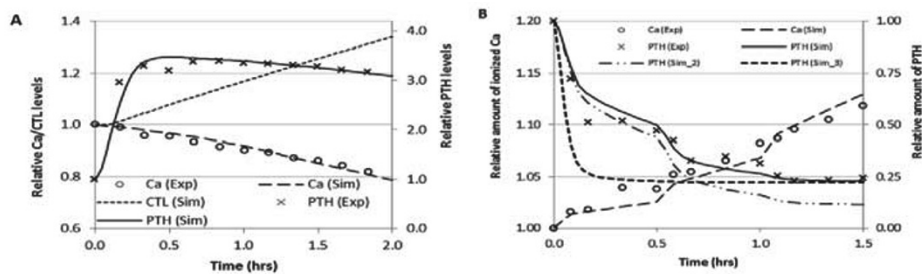 A
Relative Ca/CTL levels
1.4
1.2
1.0
0.8
0.6
4.0
3.0
2.0
1.0
0.0
Relative PTH levels
Ca (Exp)
Ca (Sim)
CTL (Sim)
PTH (Exp)
PTH (Sim)
0.0
0.5
1.0
1.5
2.0
Time (hrs)
B
Relative amount of ionized Ca
1.20
1.15
1.10
1.05
1.00
Ca(Exp)
Ca(Sim)
PTH (Exp)
PTH (Sim)
PTH (Sim_2)
PTH (Sim_3)
1.00
0.75
0.50
0.25
0.00
Relative amount of PTH
0.0
0.5
1.0
1.5
Time (hrs)